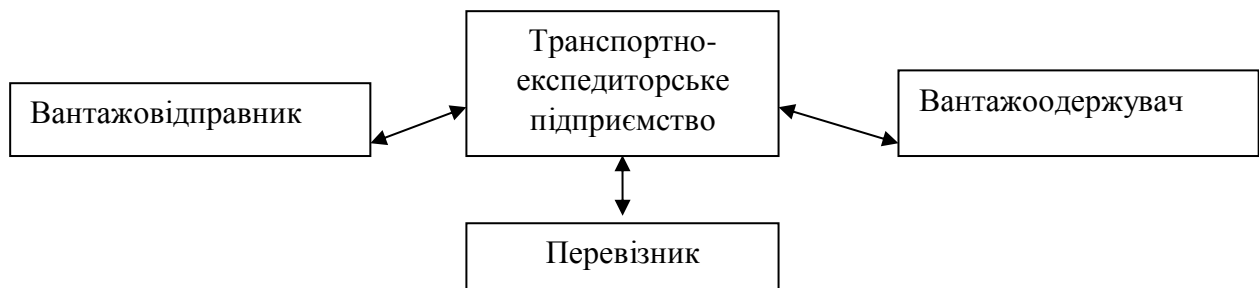 Транспортно-
експедиторське
підприємство
Вантажовідправник
Вантажоодержувач
Перевізник